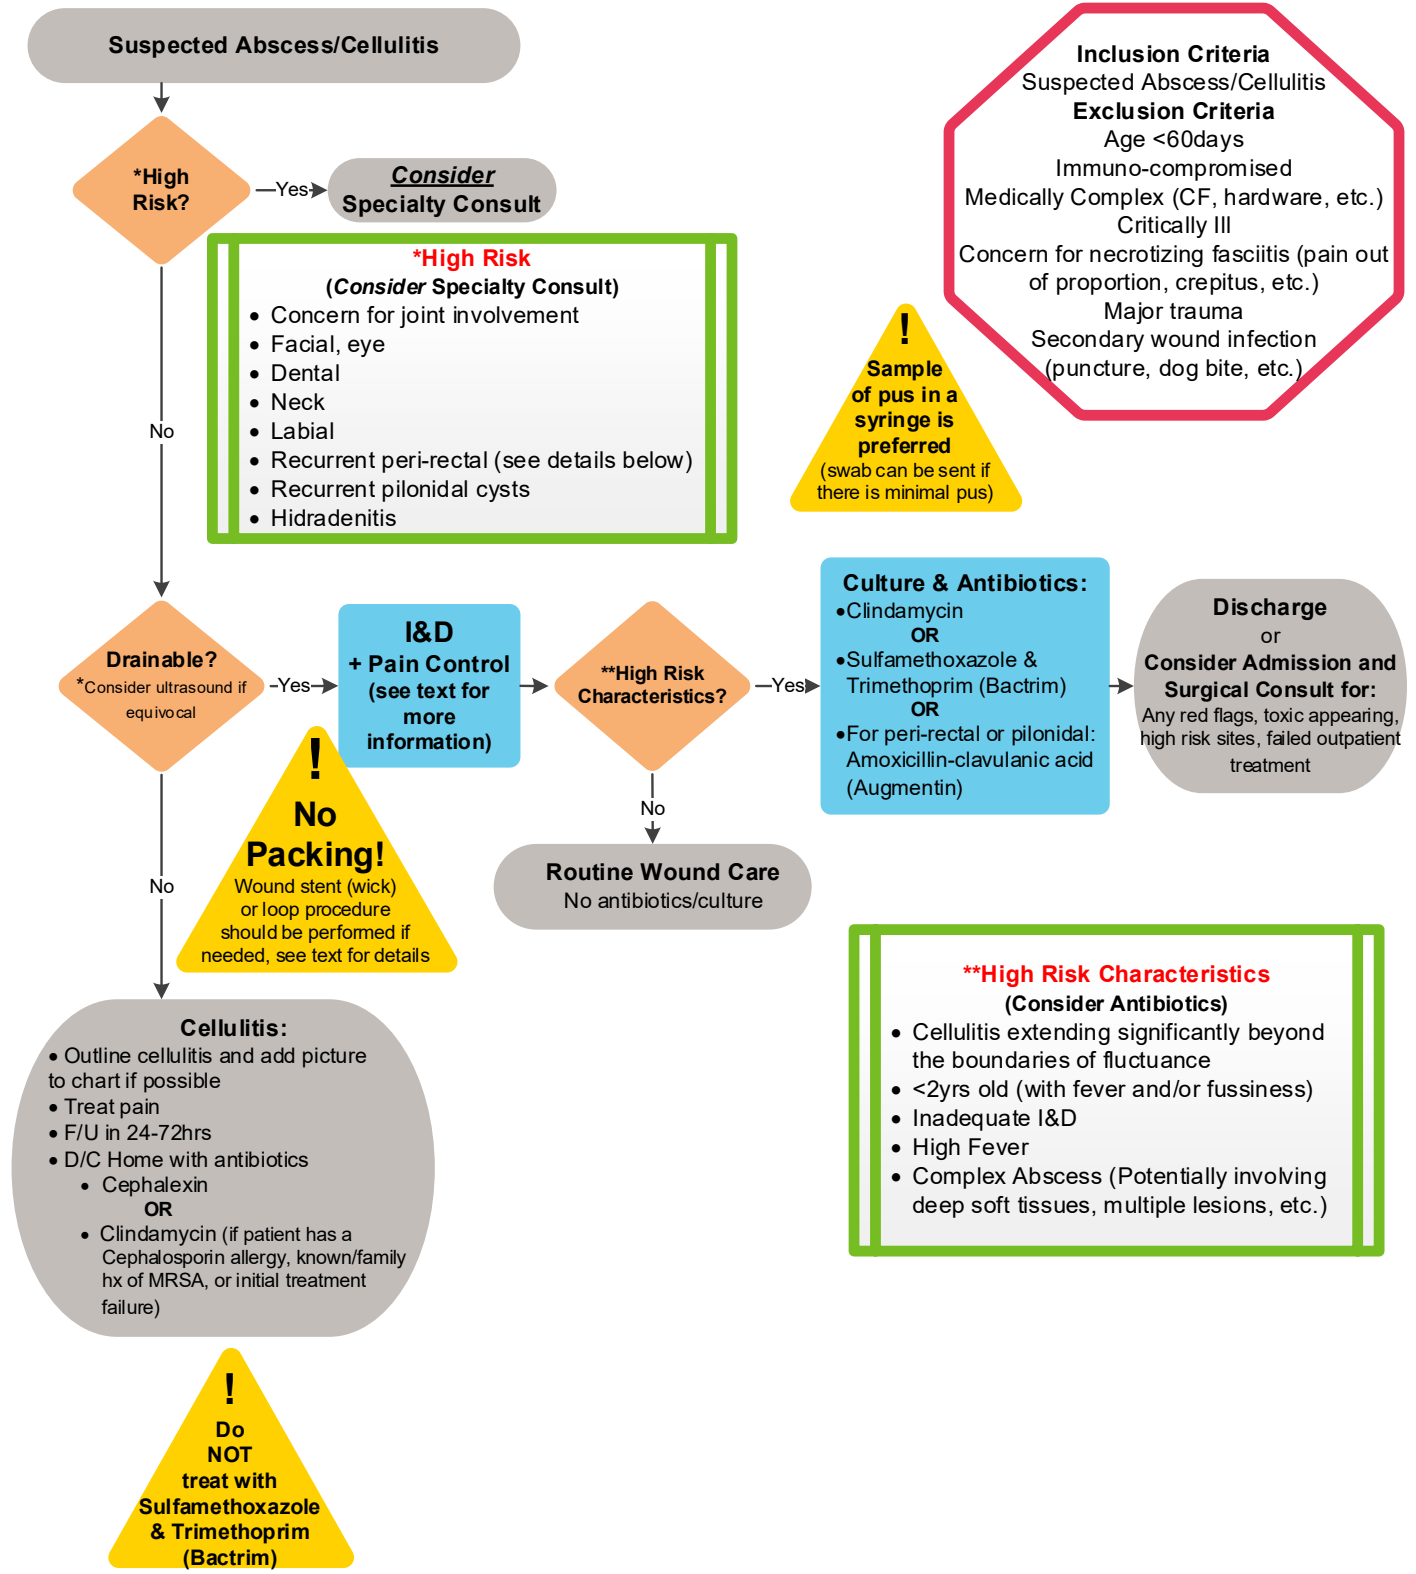 Suspected Abscess/Cellulitis
*High
Risk?
Yes
Consider
Specialty Consult
Inclusion Criteria
Suspected Abscess/Cellulitis
Exclusion Criteria
Age <60days
Immuno-compromised
Medically Complex (CF, hardware, etc.)
Critically Ill
Concern for necrotizing fasciitis (pain out
of proportion, crepitus, etc.)
Major trauma
Secondary wound infection
(puncture, dog bite, etc.)
*High Risk
(Consider Specialty Consult)
• Concern for joint involvement
• Facial, eye
• Dental
• Neck
• Labial
• Recurrent peri-rectal (see details below)
• Recurrent pilonidal cysts
• Hidradenitis
!
Sample
of pus in a
syringe is
preferred
(swab can be sent if
there is minimal pus)
No
Drainable?
*Consider ultrasound if
equivocal
Yes
I&D
+ Pain Control
(see text for
more
information)
**High Risk
Characteristics?
Yes
Culture & Antibiotics:
•Clindamycin
OR
•Sulfamethoxazole &
Trimethoprim (Bactrim)
OR
•For peri-rectal or pilonidal:
Amoxicillin-clavulanic acid
(Augmentin)
Discharge
or
Consider Admission and
Surgical Consult for:
Any red flags, toxic appearing,
high risk sites, failed outpatient
treatment
!
No
Packing!
Wound stent (wick)
or loop procedure
should be performed if
needed, see text for details
No
Routine Wound Care
No antibiotics/culture
No
Cellulitis:
• Outline cellulitis and add picture
to chart if possible
• Treat pain
• F/U in 24-72hrs
• D/C Home with antibiotics
• Cephalexin
OR
• Clindamycin (if patient has a
Cephalosporin allergy, known/family
hx of MRSA, or initial treatment
failure)
**High Risk Characteristics
(Consider Antibiotics)
• Cellulitis extending significantly beyond
the boundaries of fluctuance
• <2yrs old (with fever and/or fussiness)
• Inadequate I&D
• High Fever
• Complex Abscess (Potentially involving
deep soft tissues, multiple lesions, etc.)
!
Do
NOT
treat with
Sulfamethoxazole
& Trimethoprim
(Bactrim)